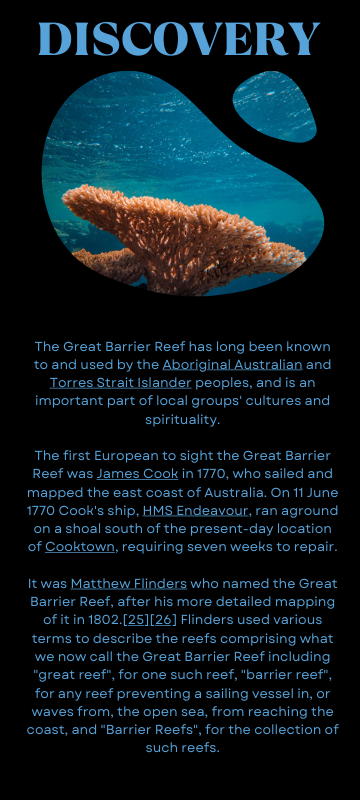 DISCOVERY
The Great Barrier Reef has long been known
to and used by the Aboriginal Australian and
Torres Strait Islander peoples, and is an
important part of local groups' cultures and
spirituality.
The first European to sight the Great Barrier
Reef was James Cook in 1770, who sailed and
mapped the east coast of Australia. On 11 June
1770 Cook's ship, HMS Endeavour, ran aground
on a shoal south of the present-day location
of Cooktown, requiring seven weeks to repair.
It was Matthew Flinders who named the Great
Barrier Reef, after his more detailed mapping
of it in 1802.[25][26] Flinders used various
terms to describe the reefs comprising what
we now call the Great Barrier Reef including
"great reef", for one such reef, "barrier reef",
for any reef preventing a sailing vessel in, or
waves from, the open sea, from reaching the
coast, and "Barrier Reefs", for the collection of
such reefs.